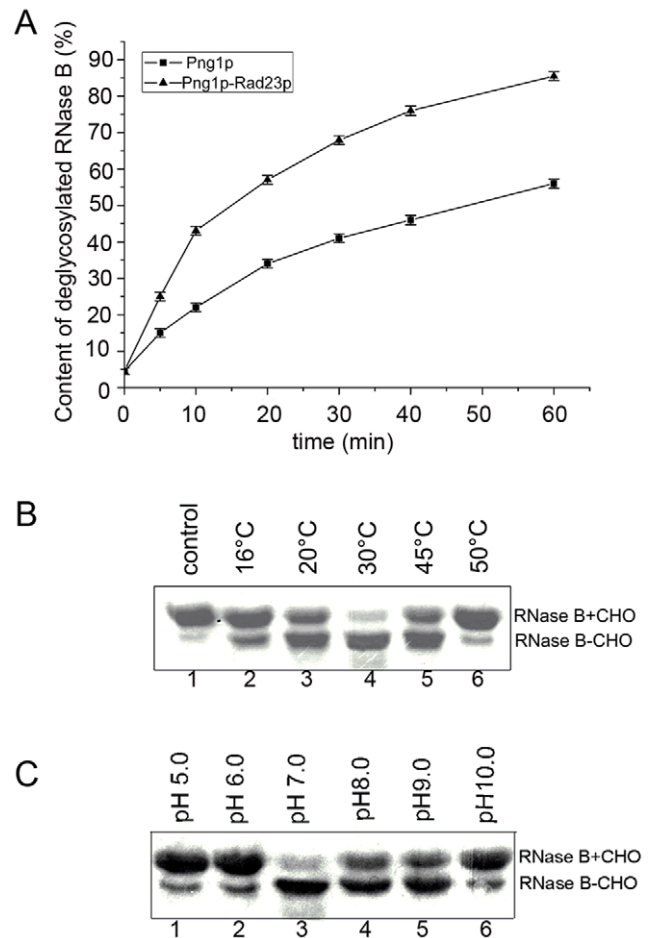 A
Content of deglycosylated RNase B (%)
90
80
70
60
50
40
30
20
10
0
Png1p
Png1p-Rad23p
0 10 20 30 40 50 60
time (min)
B
control 16°C 20°C 30°C 45°C 50°C
RNase B+CHO
RNase B-CHO
1 2 3 4 5 6
C
pH 5.0 pH 6.0 pH 7.0 pH8.0 pH9.0 pH10.0
RNase B+CHO
RNase B-CHO
1 2 3 4 5 6